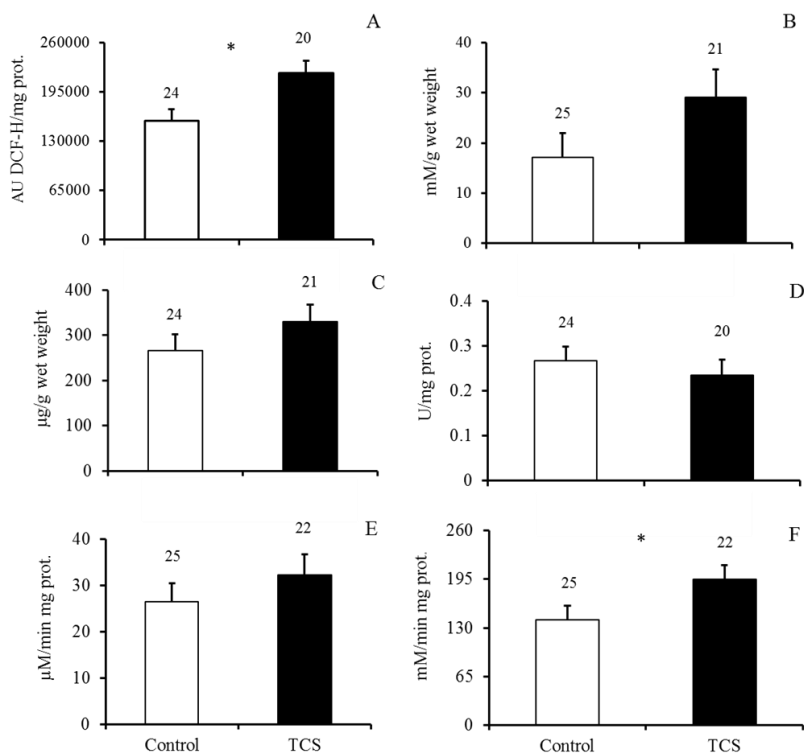 A
AU DCF-H/mg prot.
260000
195000
130000
65000
0
24
*
20
B
mM/g wet weight
40
30
20
10
0
25
21
C
µg/g wet weight
400
300
200
100
0
24
21
D
U/mg prot.
0.4
0.3
0.2
0.1
0
24
20
E
µM/min mg prot.
40
30
20
10
0
25
22
Control
TCS
F
mM/min mg prot.
260
195
130
65
0
25
*
22
Control
TCS